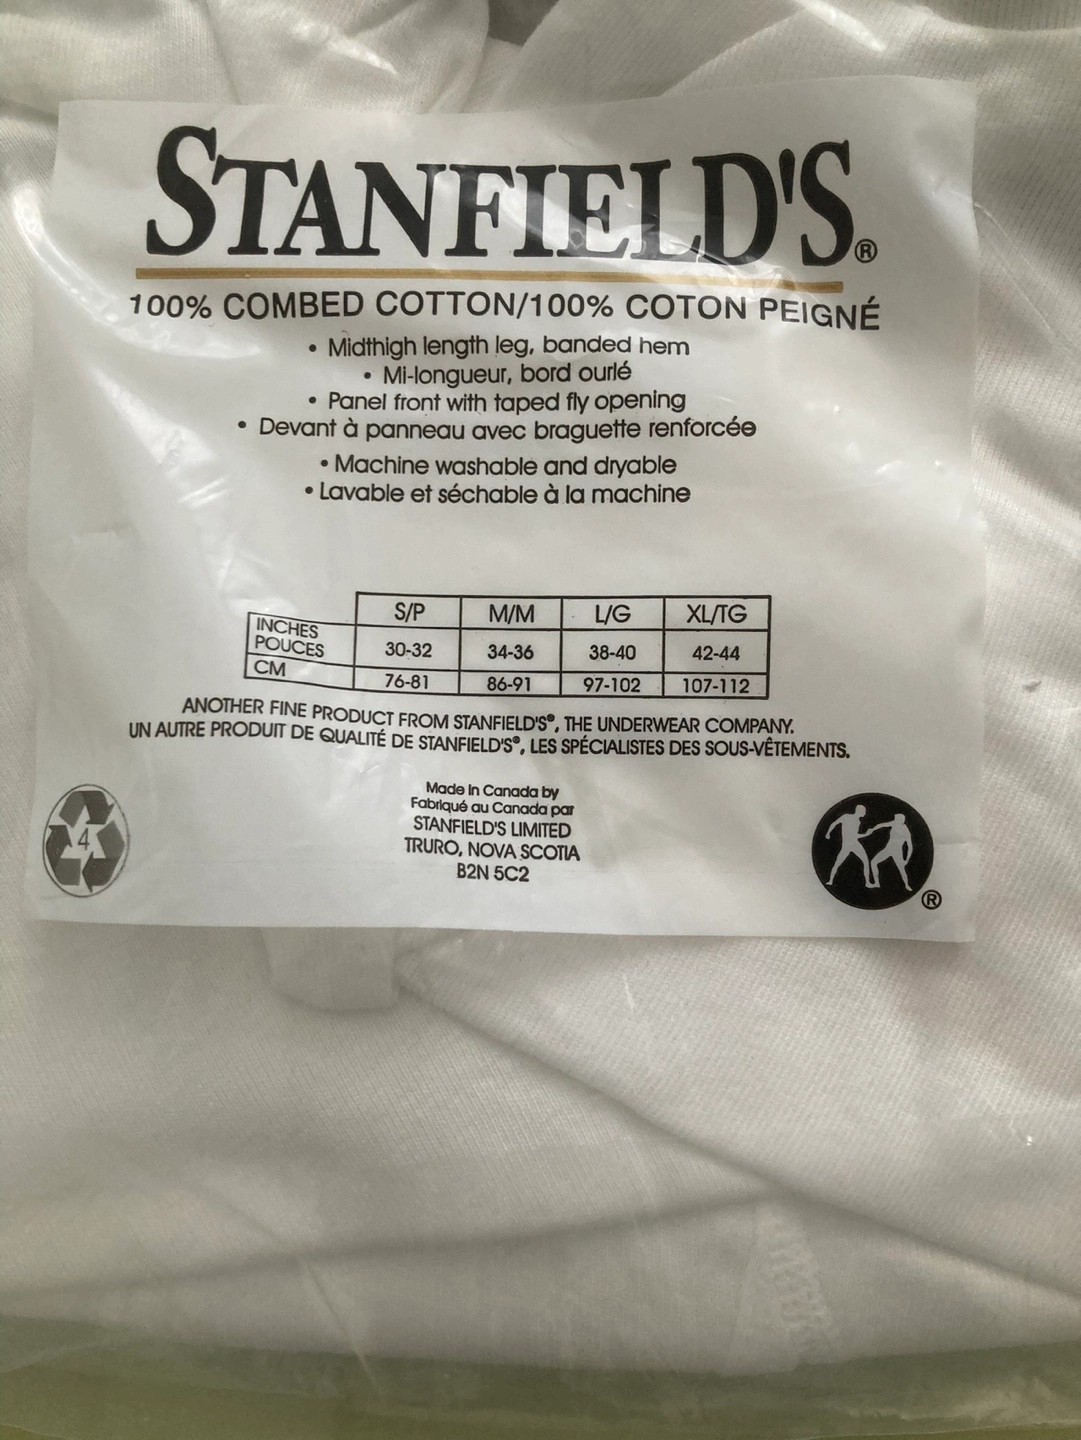 STANFIELD'S®
100% COMBED COTTON/100% COTON PEIGNÉ
• Midthigh length leg, banded hem
• Mi-longueur, bord ourlé
• Panel front with taped fly opening
• Devant à panneau avec braguette renforcée
• Machine washable and dryable
• Lavable et séchable à la machine
S/P M/M L/G XL/TG
INCHES
POUCES 30-32 34-36 38-40 42-44
CM 76-81 86-91 97-102 107-112
ANOTHER FINE PRODUCT FROM STANFIELD'S®, THE UNDERWEAR COMPANY.
UN AUTRE PRODUIT DE QUALITÉ DE STANFIELD'S®, LES SPÉCIALISTES DES SOUS-VÊTEMENTS.
Made in Canada by
Fabriqué au Canada par
STANFIELD'S LIMITED
TRURO, NOVA SCOTIA
B2N 5C2
4
®